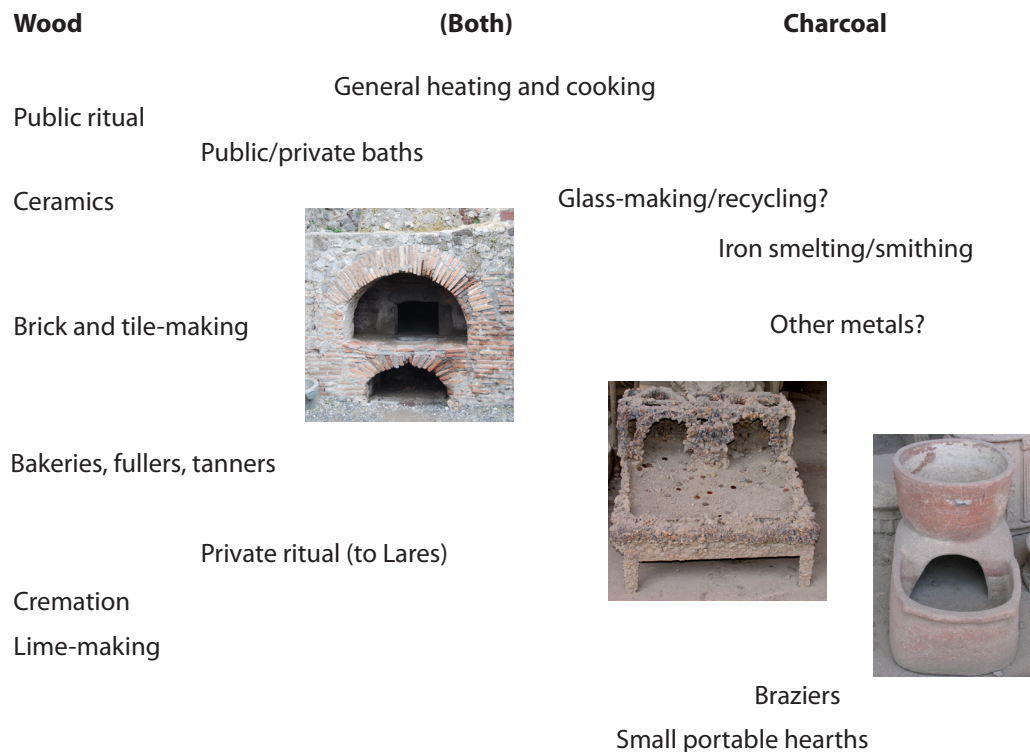 Wood (Both) Charcoal
General heating and cooking
Public ritual
Public/private baths
Ceramics
Glass-making/recycling?
Iron smelting/smithing
Brick and tile-making
Other metals?
Bakeries, fullers, tanners
Private ritual (to Lares)
Cremation
Lime-making
Braziers
Small portable hearths